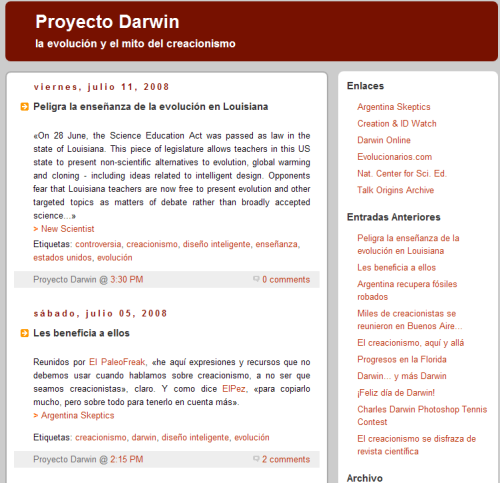 Proyecto Darwin
la evolución y el mito del creacionismo
viernes, julio 11, 2008
Peligra la enseñanza de la evolución en Louisiana
«On 28 June, the Science Education Act was passed as law in the
state of Louisiana. This piece of legislature allows teachers in this US
state to present non-scientific alternatives to evolution, global warming
and cloning - including ideas related to intelligent design. Opponents
fear that Louisiana teachers are now free to present evolution and other
targeted topics as matters of debate rather than broadly accepted
science...»
> New Scientist
Etiquetas: controversia, creacionismo, diseño inteligente, enseñanza,
estados unidos, evolución
Proyecto Darwin @ 3:30 PM 0 comments
sábado, julio 05, 2008
Les beneficia a ellos
Reunidos por El PaleoFreak, «he aquí expresiones y recursos que no
debemos usar cuando hablamos sobre creacionismo, a no ser que
seamos creacionistas», claro. Y como dice ElPez, «para copiarlo
mucho, pero sobre todo para tenerlo en cuenta más».
> Argentina Skeptics
Etiquetas: creacionismo, darwin, diseño inteligente, evolución
Proyecto Darwin @ 2:15 PM 2 comments
Enlaces
Argentina Skeptics
Creation & ID Watch
Darwin Online
Evolucionarios.com
Nat. Center for Sci. Ed.
Talk Origins Archive
Entradas Anteriores
Peligra la enseñanza de la
evolución en Louisiana
Les beneficia a ellos
Argentina recupera fósiles
robados
Miles de creacionistas se
reunieron en Buenos Aire...
El creacionismo, aquí y allá
Progresos en la Florida
Darwin... y más Darwin
¡Feliz día de Darwin!
Charles Darwin Photoshop Tennis
Contest
El creacionismo se disfraza de
revista científica
Archivo